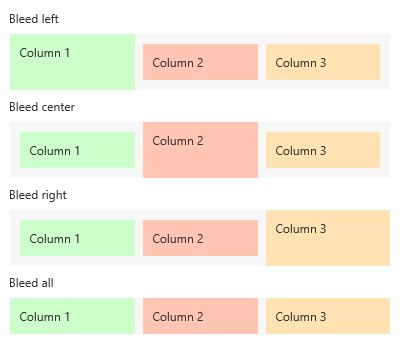 Bleed left
Column 1
Column 2
Column 3
Bleed center
Column 1
Column 2
Column 3
Bleed right
Column 1
Column 2
Column 3
Bleed all
Column 1
Column 2
Column 3